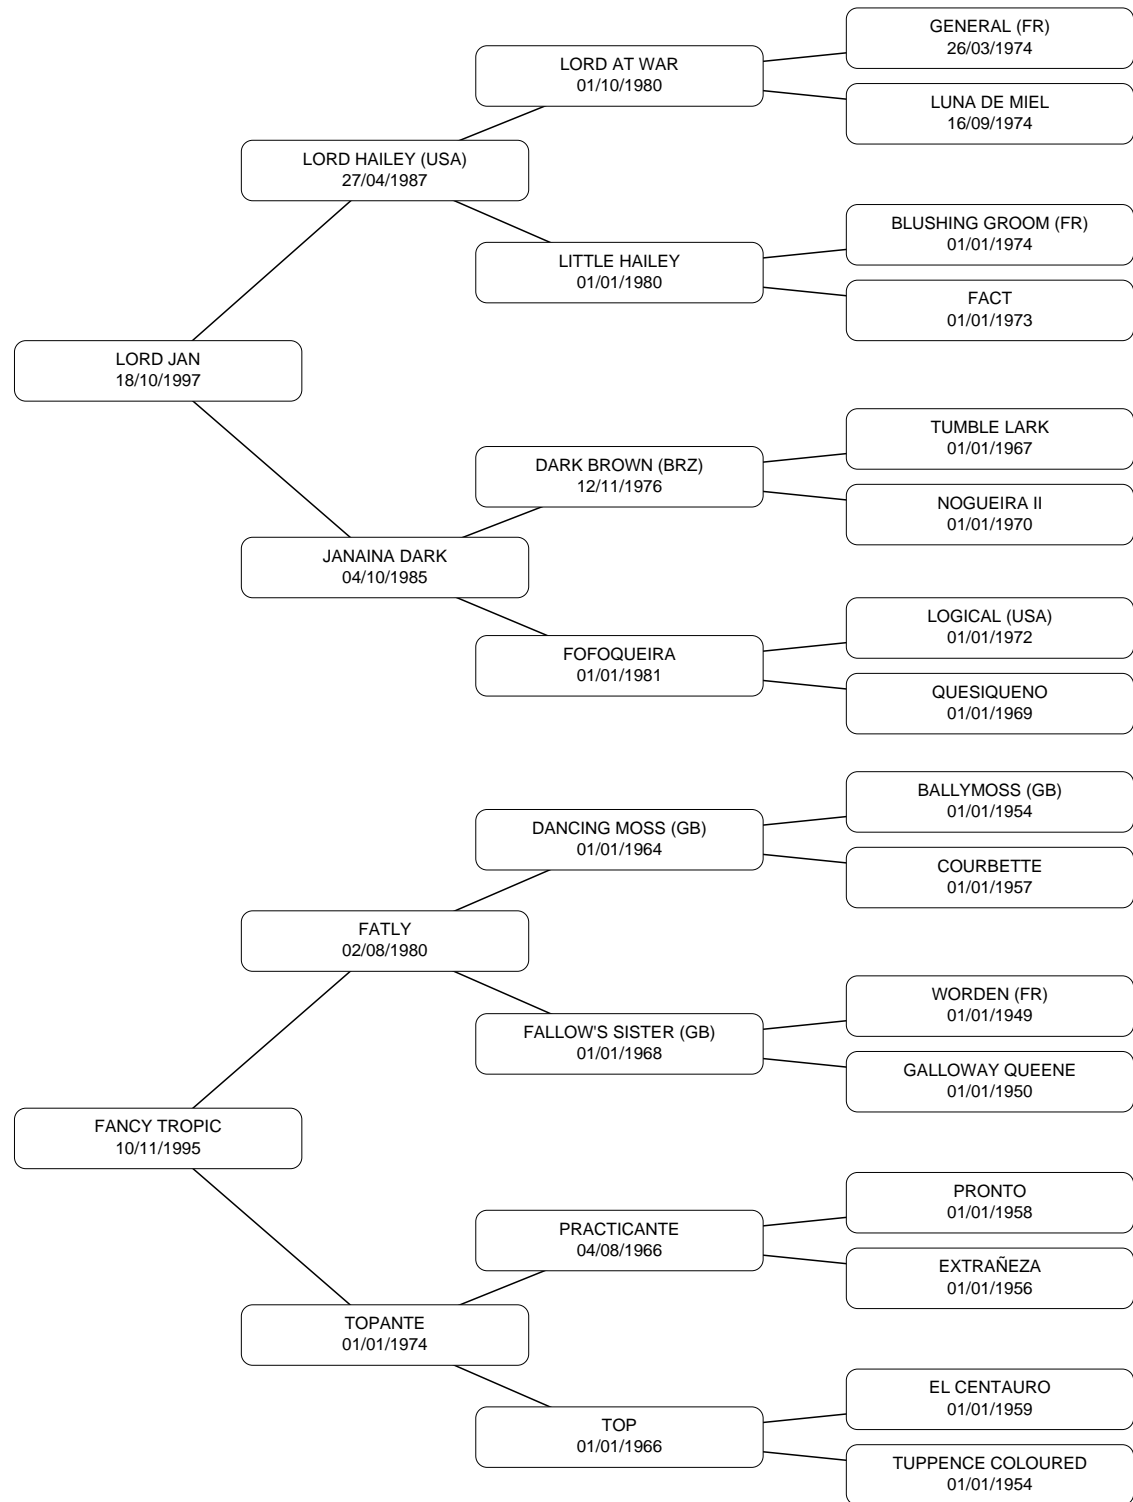 GENERAL (FR)
26/03/1974
LORD AT WAR
01/10/1980
LUNA DE MIEL
16/09/1974
LORD HAILEY (USA)
27/04/1987
BLUSHING GROOM (FR)
01/01/1974
LITTLE HAILEY
01/01/1980
FACT
01/01/1973
LORD JAN
18/10/1997
TUMBLE LARK
01/01/1967
DARK BROWN (BRZ)
12/11/1976
NOGUEIRA II
01/01/1970
JANAINA DARK
04/10/1985
LOGICAL (USA)
01/01/1972
FOFOQUEIRA
01/01/1981
QUESIQUENO
01/01/1969
BALLYMOSS (GB)
01/01/1954
DANCING MOSS (GB)
01/01/1964
COURBETTE
01/01/1957
FATLY
02/08/1980
WORDEN (FR)
01/01/1949
FALLOW'S SISTER (GB)
01/01/1968
GALLOWAY QUEENE
01/01/1950
FANCY TROPIC
10/11/1995
PRONTO
01/01/1958
PRACTICANTE
04/08/1966
EXTRAÑEZA
01/01/1956
TOPANTE
01/01/1974
EL CENTAURO
01/01/1959
TOP
01/01/1966
TUPPENCE COLOURED
01/01/1954